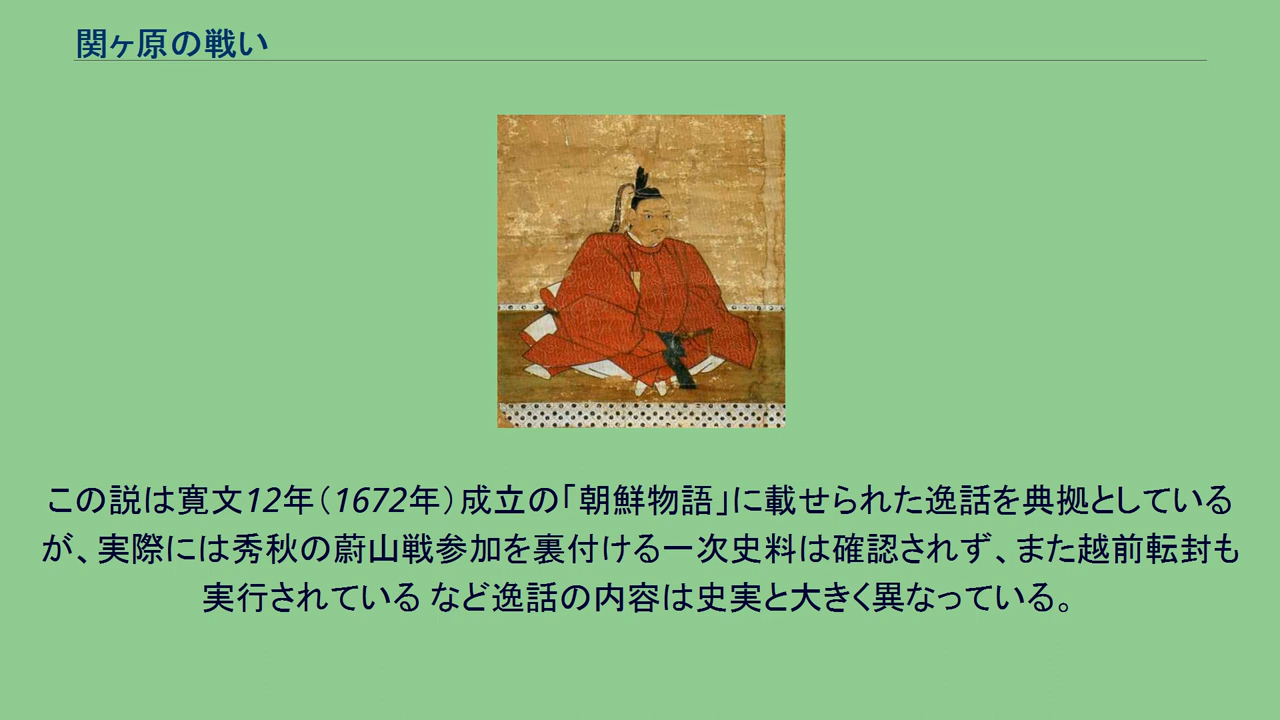 関ヶ原の戦い
この説は寛文12年（1672年）成立の「朝鮮物語」に載せられた逸話を典拠としている
が、実際には秀秋の蔚山戦参加を裏付ける一次史料は確認されず、また越前転封も
実行されている など逸話の内容は史実と大きく異なっている。